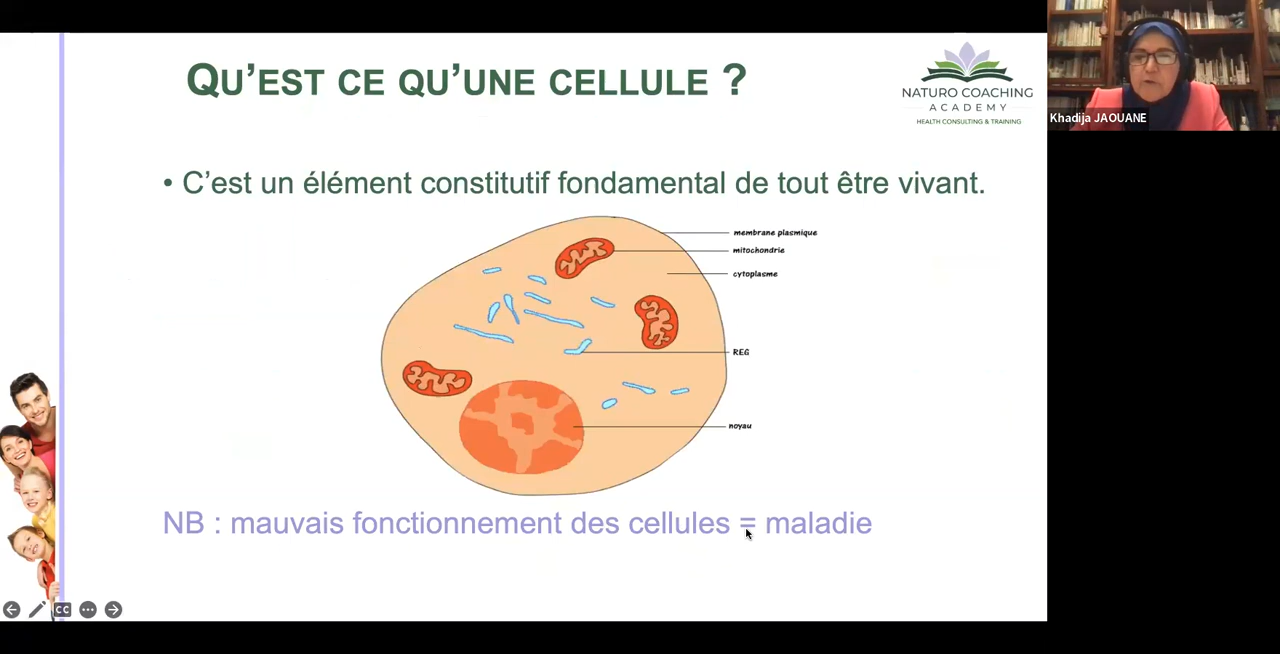 QU'EST CE QU'UNE CELLULE ?
NATURO COACHING
ACADEMY
HEALTH CONSULTING & TRAINING
Khadija JAOUANE
• C'est un élément constitutif fondamental de tout être vivant.
membrane plasmique
mitochondrie
cytoplasme
REG
noyau
NB : mauvais fonctionnement des cellules = maladie
CC